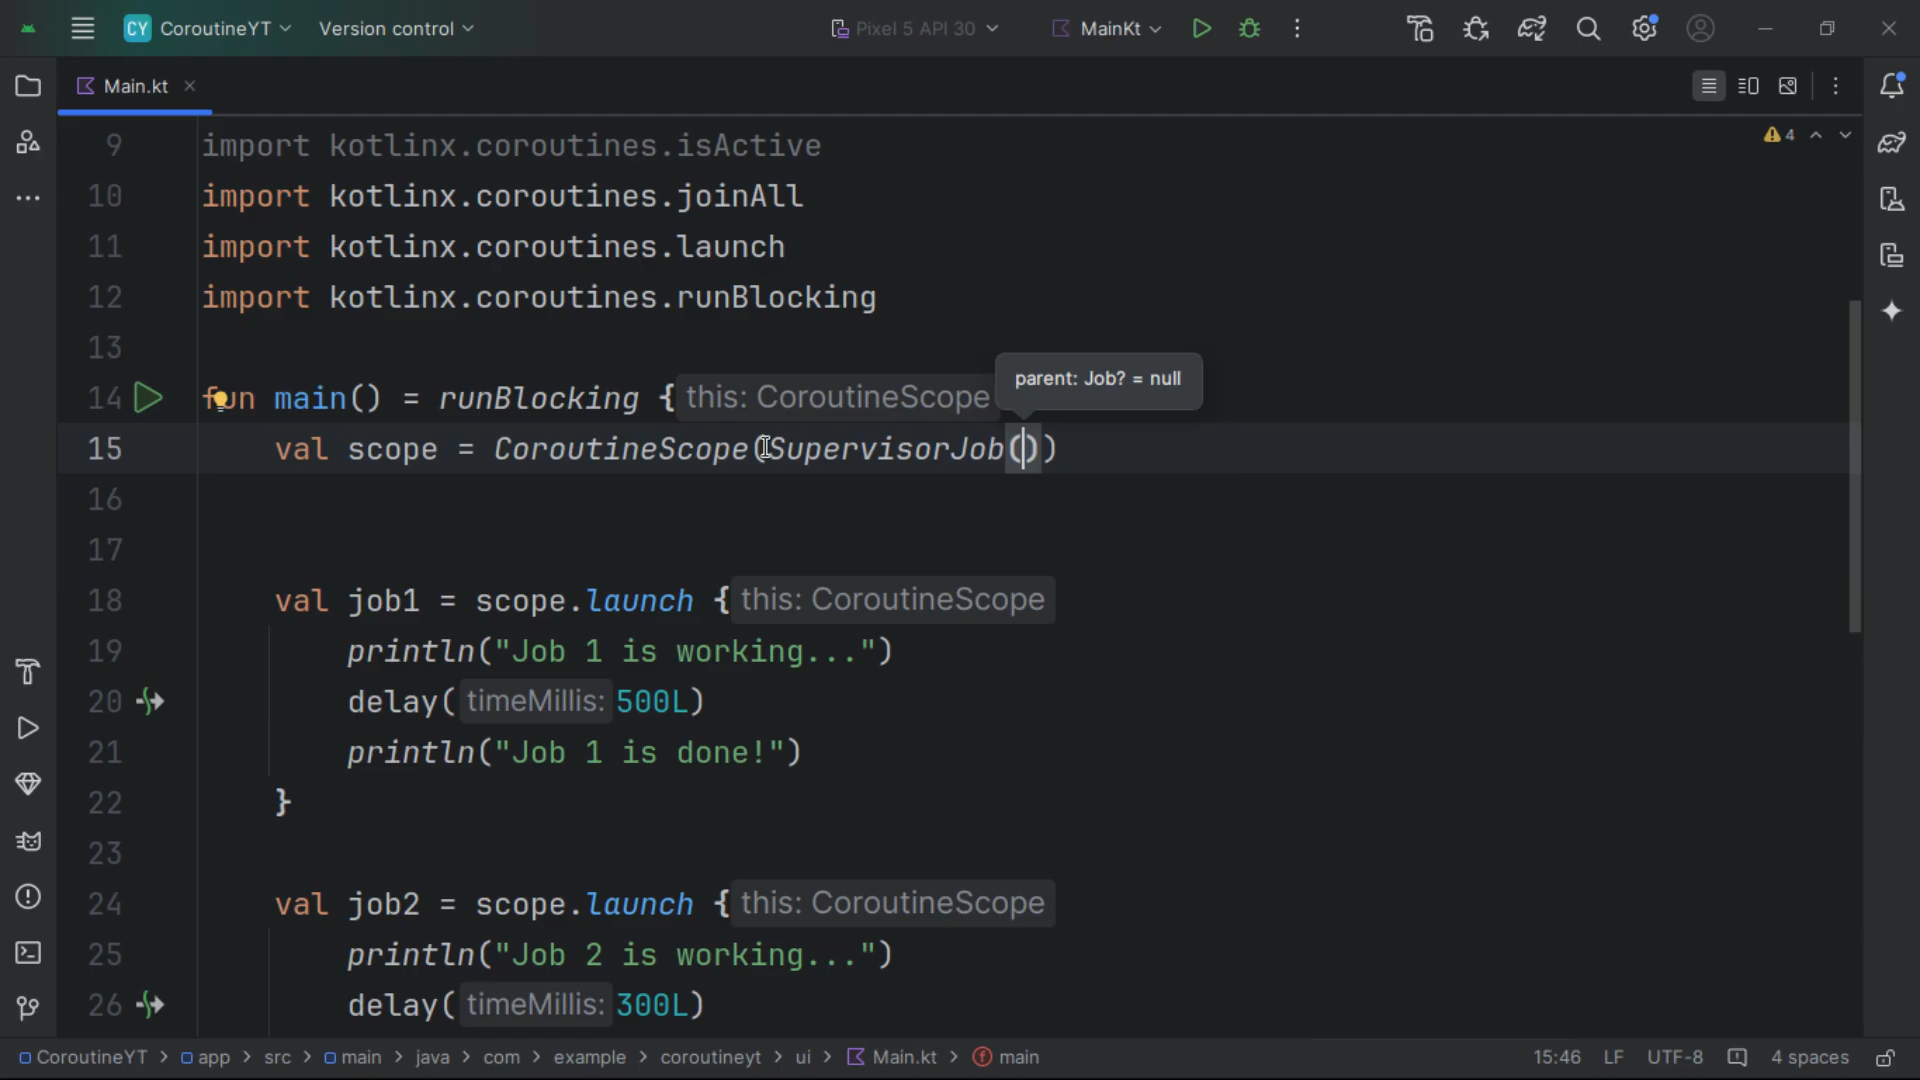 CY CoroutineYT Version control Pixel 5 API 30 MainKt
Main.kt
4
9 import kotlinx.coroutines.isActive
10 import kotlinx.coroutines.joinAll
11 import kotlinx.coroutines.launch
12 import kotlinx.coroutines.runBlocking
13
parent: Job? = null
14 fun main() = runBlocking { this: CoroutineScope
15 val scope = CoroutineScope(SupervisorJob())
16
17
18 val job1 = scope.launch { this: CoroutineScope
19 println("Job 1 is working...")
20 delay( timeMillis: 500L)
21 println("Job 1 is done!")
22 }
23
24 val job2 = scope.launch { this: CoroutineScope
25 println("Job 2 is working...")
26 delay( timeMillis: 300L)
CoroutineYT > app > src > main > java > com > example > coroutineyt > ui > Main.kt > main 15:46 LF UTF-8 4 spaces